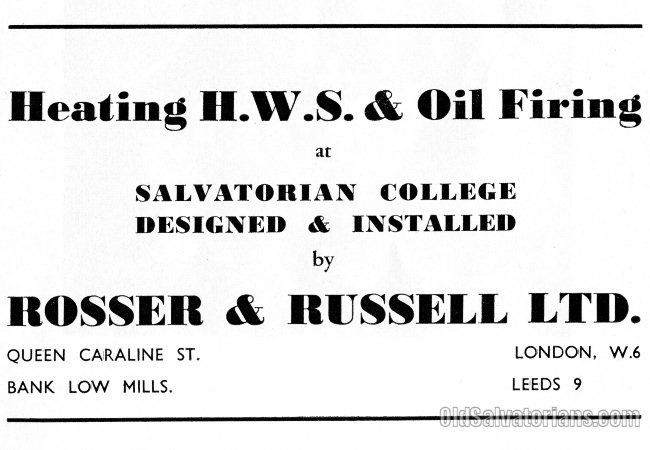 Heating H.W.S. & Oil Firing
at
SALVATORIAN COLLEGE
DESIGNED & INSTALLED
by
ROSSER & RUSSELL LTD.
QUEEN CARALINE ST. LONDON, W.6
BANK LOW MILLS. LEEDS 9
OldSalvatorians.com